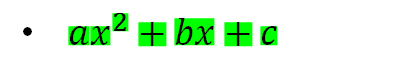 • ax² + bx + c